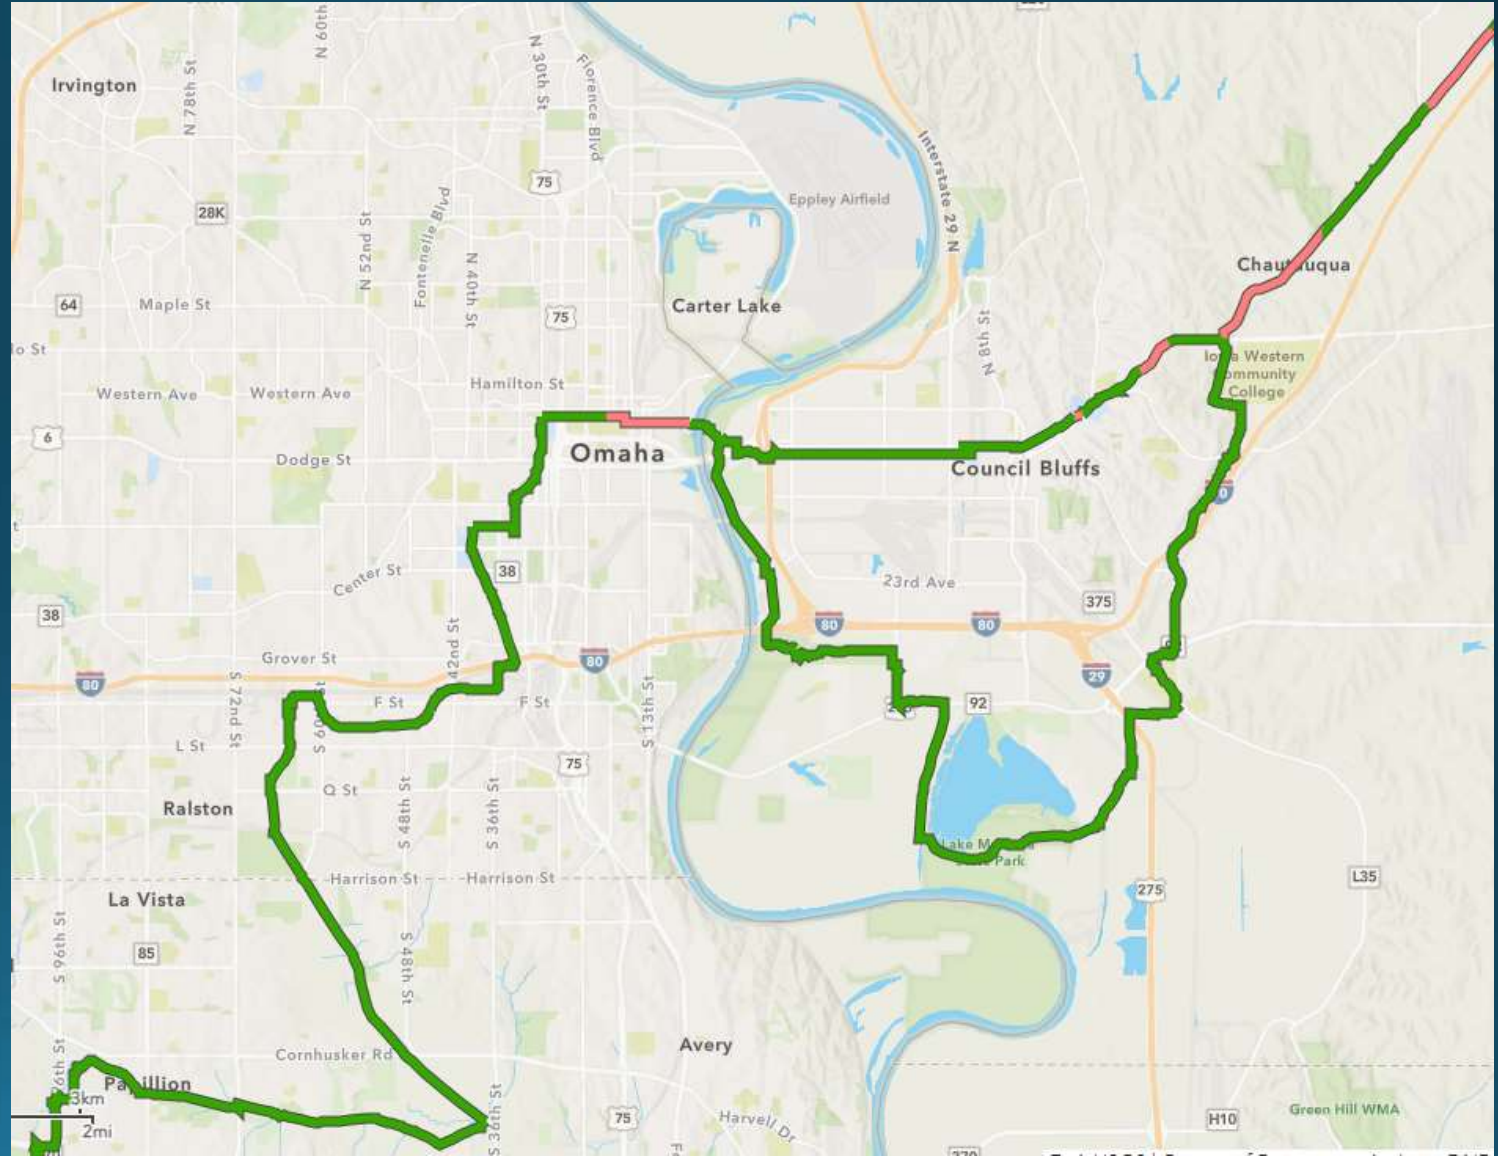 Irvington
N 78th St
N 60th
N 30th St
Florence Blvd
Interstate 29 N
75
Eppley Airfield
28K
N 52nd St
Fontenelle Blvd
N 40th St
Chautauqua
64
Maple St
75
Carter Lake
N 8th St
lo St
Iowa Western
Community
College
Western Ave
Western Ave
Hamilton St
6
Dodge St
Omaha
Council Bluffs
38
Center St
23rd Ave
38
375
80
80
42nd St
Grover St
80
80
29
S 72nd St
S 60th St
F St
F St
S 13th St
92
L St
75
Q St
Ralston
S 48th St
S 36th St
Lake Manawa
State Park
Harrison St
Harrison St
L35
275
La Vista
S 96th St
85
S 48th St
Avery
Cornhusker Rd
Papillion
3km
2mi
S 36th St
75
Harvell Dr
H10
Green Hill WMA
370